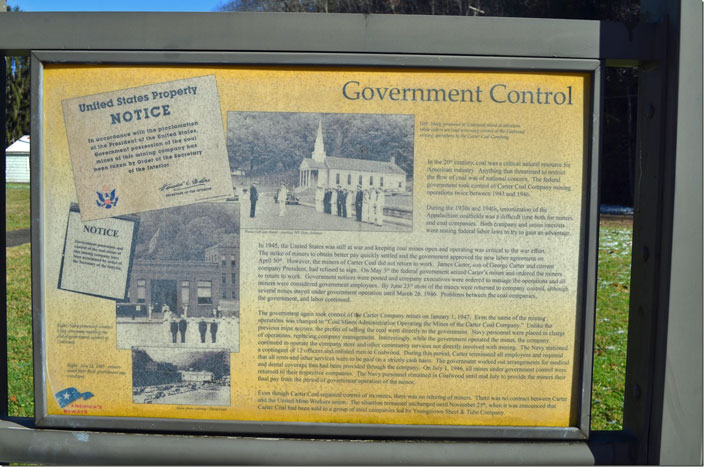 Government Control
United States Property
NOTICE
In accordance with the proclamation
of the President of the United States,
Government possession of the coal
mines of this mining company has
been taken by Order of the Secretary
of the Interior.
SECRETARY OF THE INTERIOR
NOTICE
Government possession and
In the 20th century, coal was a critical natural resource for
American industry. Anything that threatened to restrict
the flow of coal was of national concern. The federal
government took control of Carter Coal Company mining
operations twice between 1943 and 1946.
During the 1930s and 1940s, unionization of the
Appalachian coalfields was a difficult time both for miners
and coal companies. Both company and union interests
were testing federal labor laws to try to gain an advantage.
In 1945, the United States was still at war and keeping coal mines open and operating was critical to the war effort.
The strike of miners to obtain better pay quickly settled and the government approved the new labor agreement on
April 30th. However, the miners of Carter Coal did not return to work. James Carter, son of George Carter and current
company President, had refused to sign. On May 3rd the federal government seized Carter's mines and ordered the miners
to return to work. Government notices were posted and company executives were ordered to manage the operations and all
miners were considered government employees. By June 23rd most of the mines were returned to company control, although
several mines stayed under government operation until March 26, 1946. Problems between the coal companies,
the government, and labor continued.
The government again took control of the Carter Company mines on January 1, 1947. Even the name of the mining
operations was changed to "Coal Mines Administration Operating the Mines of the Carter Coal Company." Unlike the
previous mine access, the profits of selling the coal went directly to the government. Navy personnel were placed in charge
of operations, replacing company management. Interestingly, while the government operated the mines, the company
continued to operate the company store and other community services not directly involved with mining. The Navy stationed
a contingent of 12 officers and enlisted men in Coalwood. During this period, Carter terminated all employees and required
that all rents and other services were to be paid on a strictly cash basis. The government worked out arrangements for medical
and dental coverage this had been provided through the company. On July 1, 1946, all mines under government control were
returned to their respective companies. The Navy personnel remained in Coalwood until mid July to provide the miners their
final pay from the period of government operation of the mines.
Even though Carter Coal regained control of its mines, there was no rehiring of miners. There was no contract between Carter
and the United Mine Workers union. The situation remained unchanged until November 25th, when it was announced that
Carter Coal had been sold to a group of steel companies led by Youngstown Sheet & Tube Company.
AMERICA'S
BYWAYS